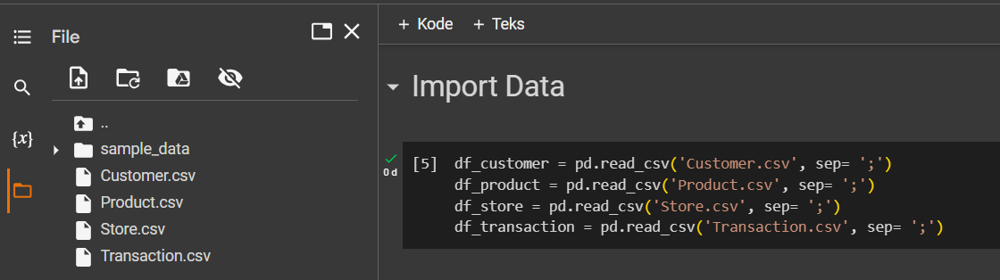 File
{x}
..
sample_data
Customer.csv
Product.csv
Store.csv
Transaction.csv
+ Kode + Teks
Import Data
0 d
[5] df_customer = pd.read_csv('Customer.csv', sep= ';')
df_product = pd.read_csv('Product.csv', sep= ';')
df_store = pd.read_csv('Store.csv', sep= ';')
df_transaction = pd.read_csv('Transaction.csv', sep= ';')